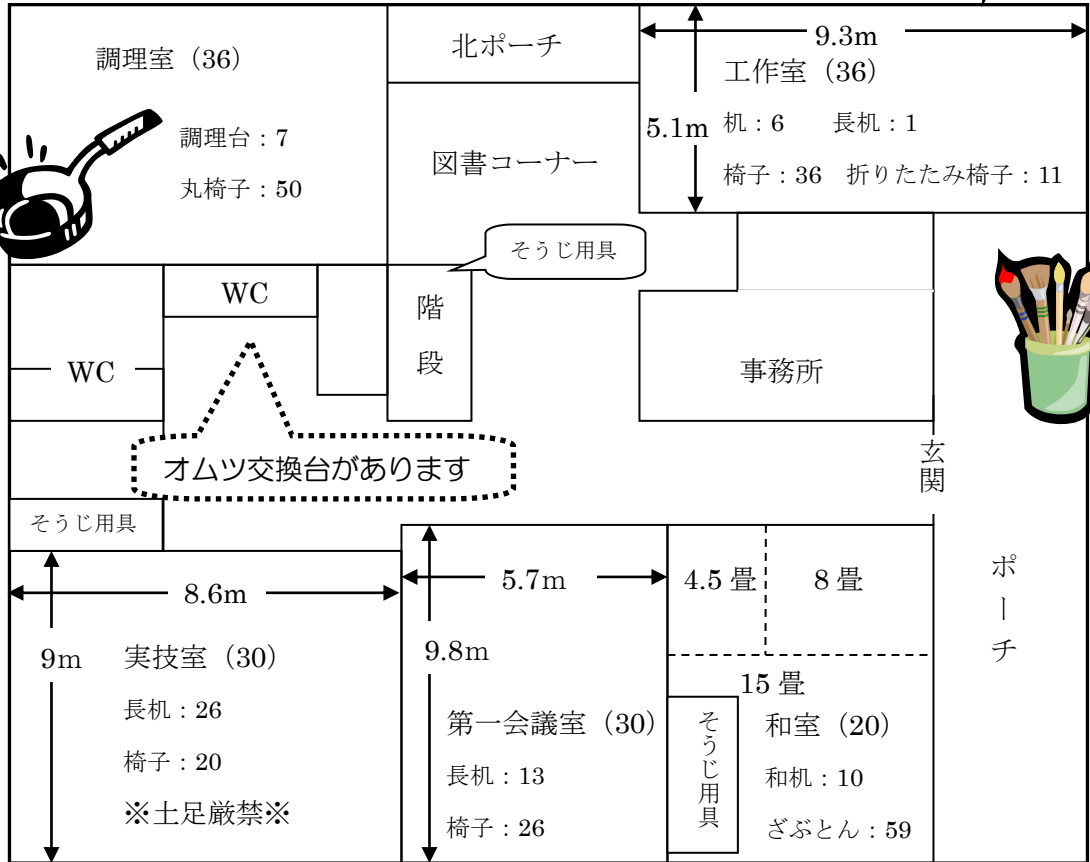 調理室（36）
調理台：7
丸椅子：50
北ポーチ
図書コーナー
9.3m
工作室（36）
5.1m
机：6　長机：1
椅子：36　折りたたみ椅子：11
そうじ用具
WC
WC
階段
事務所
オムツ交換台があります
玄関
そうじ用具
ポーチ
8.6m
9m
実技室（30）
長机：26
椅子：20
※土足厳禁※
5.7m
9.8m
第一会議室（30）
長机：13
椅子：26
4.5 畳
8 畳
15 畳
そうじ用具
和室（20）
和机：10
ざぶとん：59